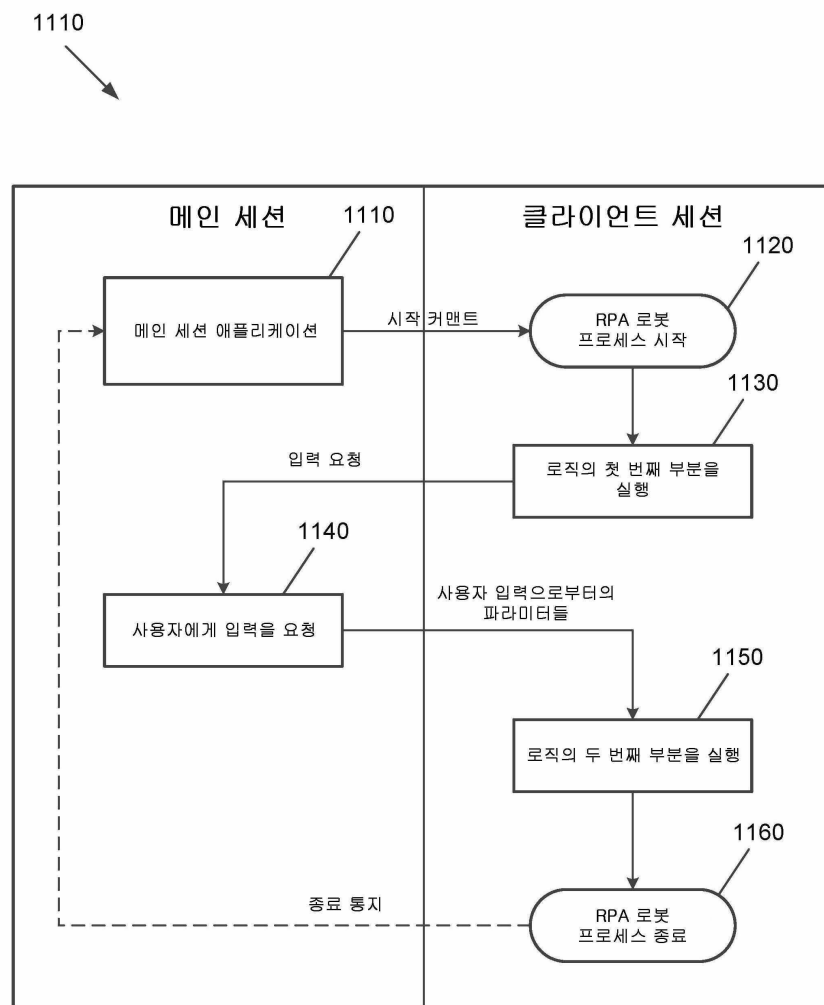 1110
메인 세션
클라이언트 세션
1110
1120
메인 세션 애플리케이션
시작 커맨트
RPA 로봇
프로세스 시작
1130
입력 요청
로직의 첫 번째 부분을
실행
1140
사용자에게 입력을 요청
사용자 입력으로부터의
파라미터들
1150
로직의 두 번째 부분을 실행
1160
종료 통지
RPA 로봇
프로세스 종료